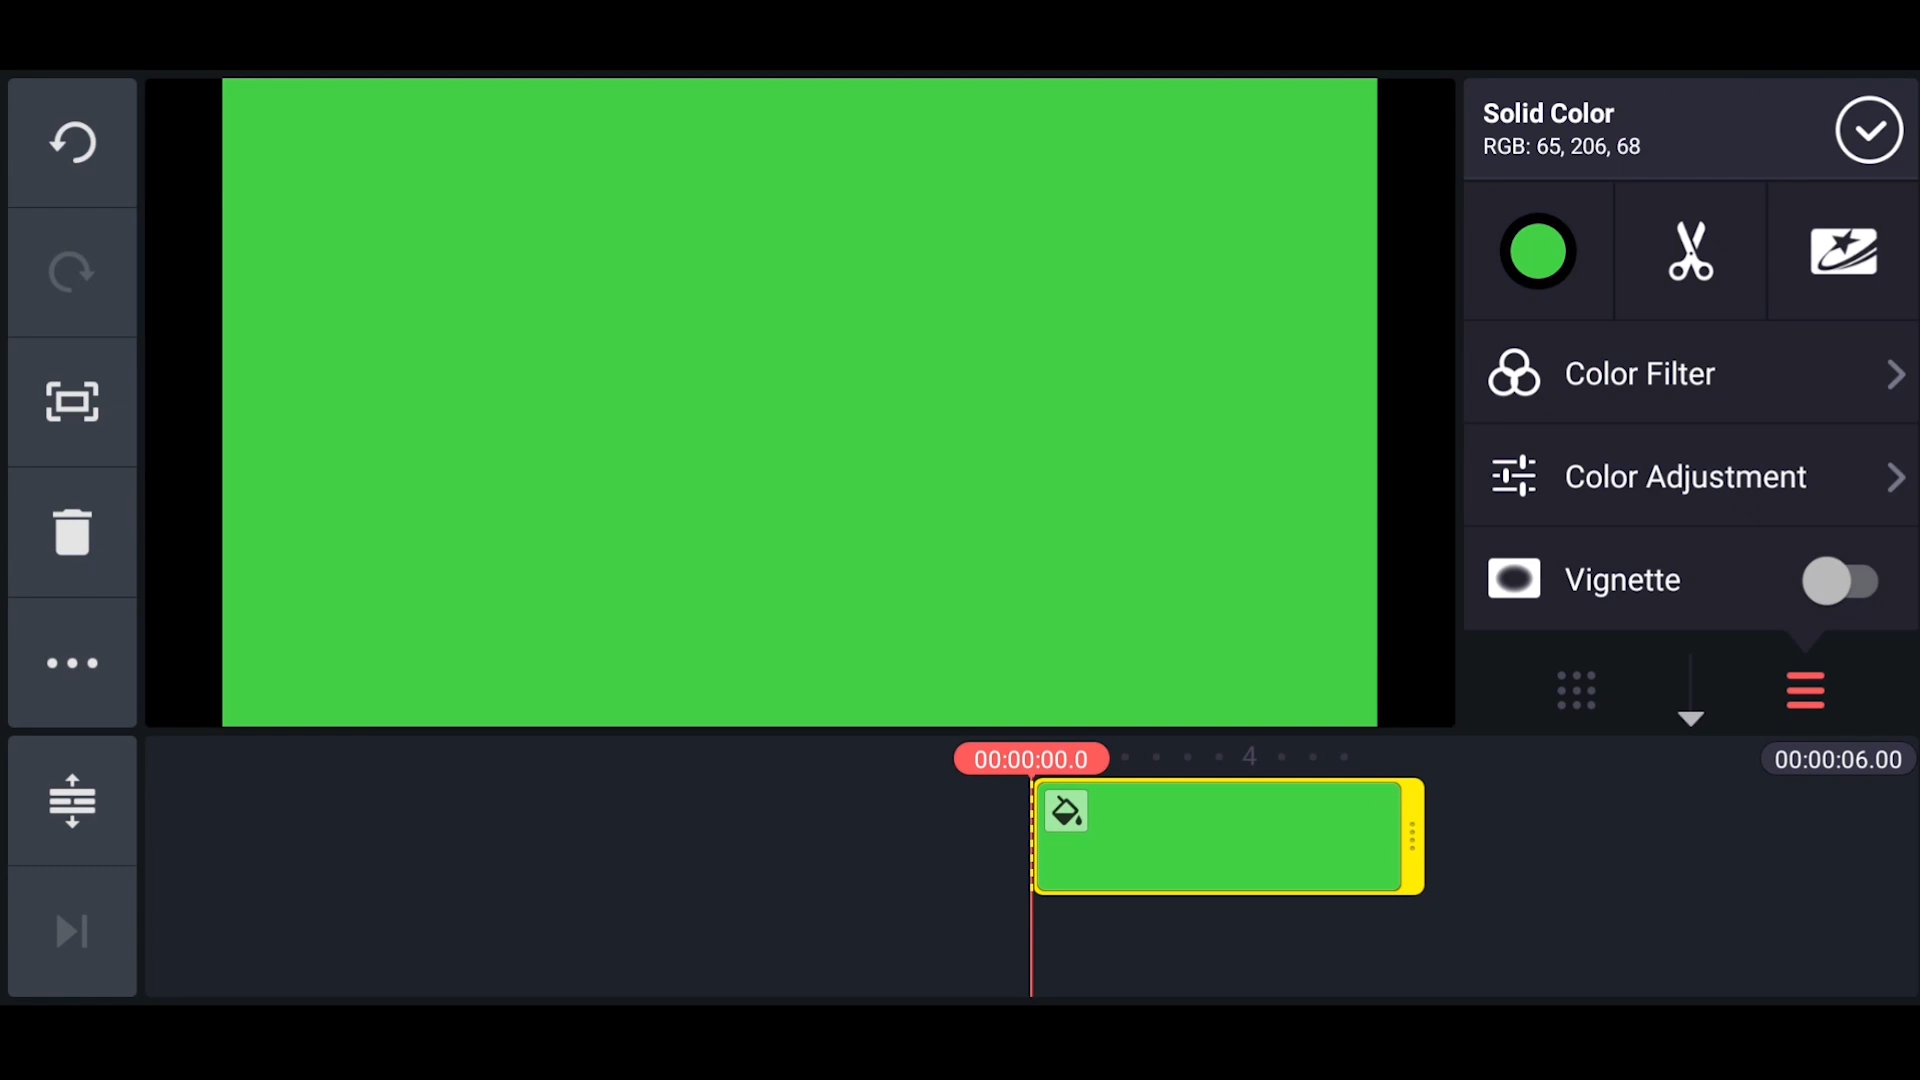 Solid Color
RGB: 65, 206, 68
Color Filter
Color Adjustment
Vignette
00:00:00.0
4
00:00:06.00